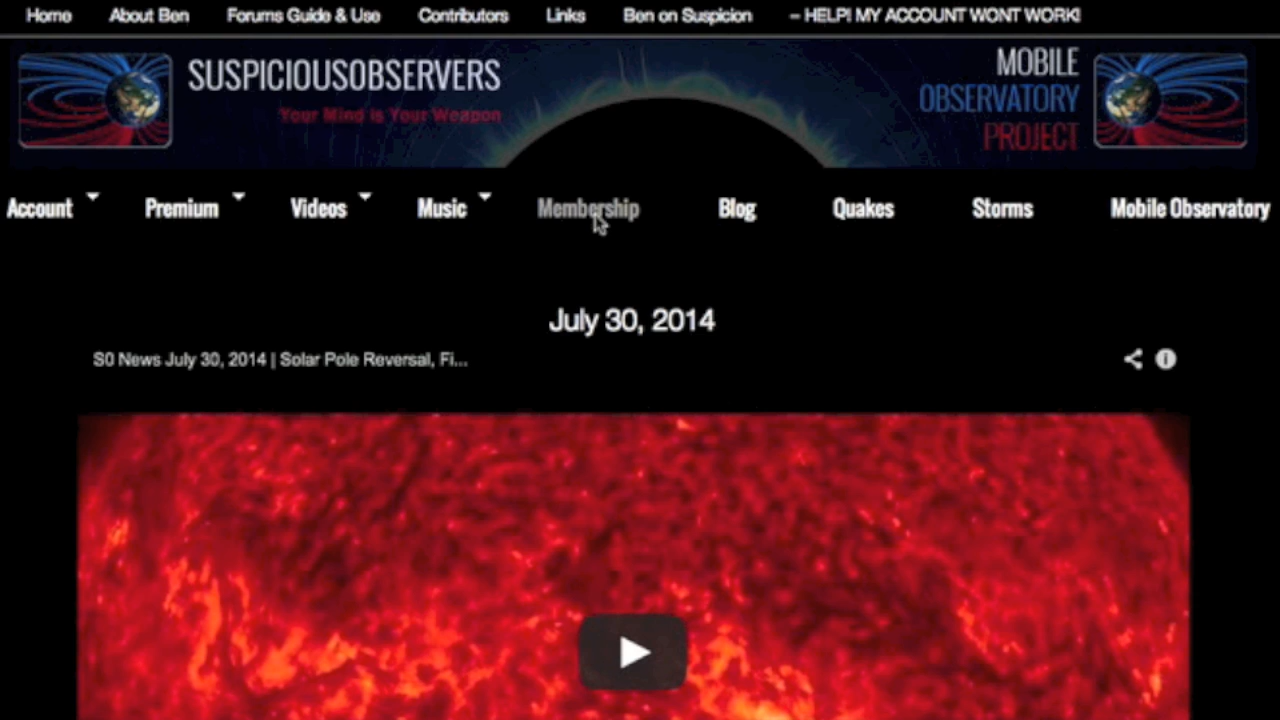 Home About Ben Forums Guide & Use Contributors Links Ben on Suspicion – HELP! MY ACCOUNT WONT WORK!
SUSPICIOUSOBSERVERS
Your Mind is Your Weapon
MOBILE
OBSERVATORY
PROJECT
Account Premium Videos Music Membership Blog Quakes Storms Mobile Observatory
July 30, 2014
S0 News July 30, 2014 | Solar Pole Reversal, Fi...